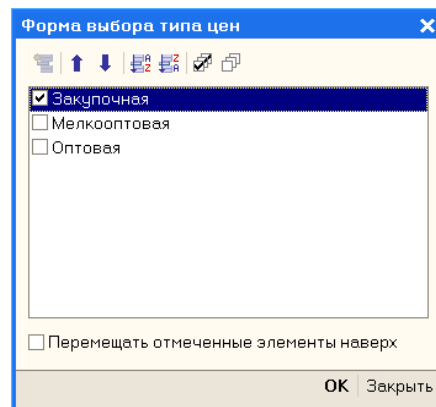 Форма выбора типа цен
Закупочная
Мелкооптовая
Оптовая
Перемещать отмеченные элементы наверх
OK Закрыть